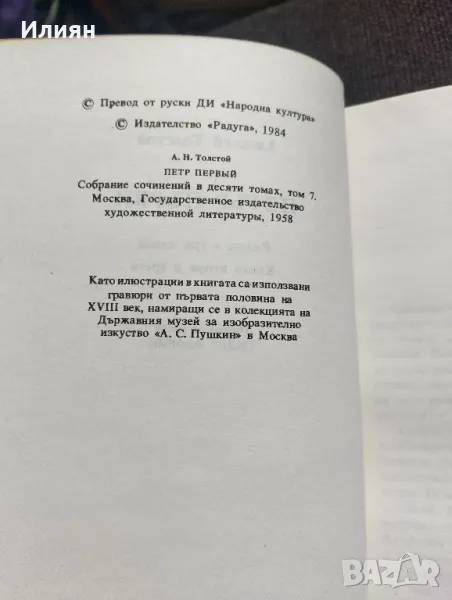 Илиян
© Превод от руски ДИ «Народна култура»
© Издателство «Радуга», 1984
А. Н. Толстой
ПЕТР ПЕРВЫЙ
Собрание сочинений в десяти томах, том 7.
Москва, Государственное издательство
художественной литературы, 1958
Като илюстрации в книгата са използвани
гравюри от първата половина на
XVIII век, намиращи се в колекцията на
Държавния музей за изобразително
изкуство «А. С. Пушкин» в Москва
BAZAR